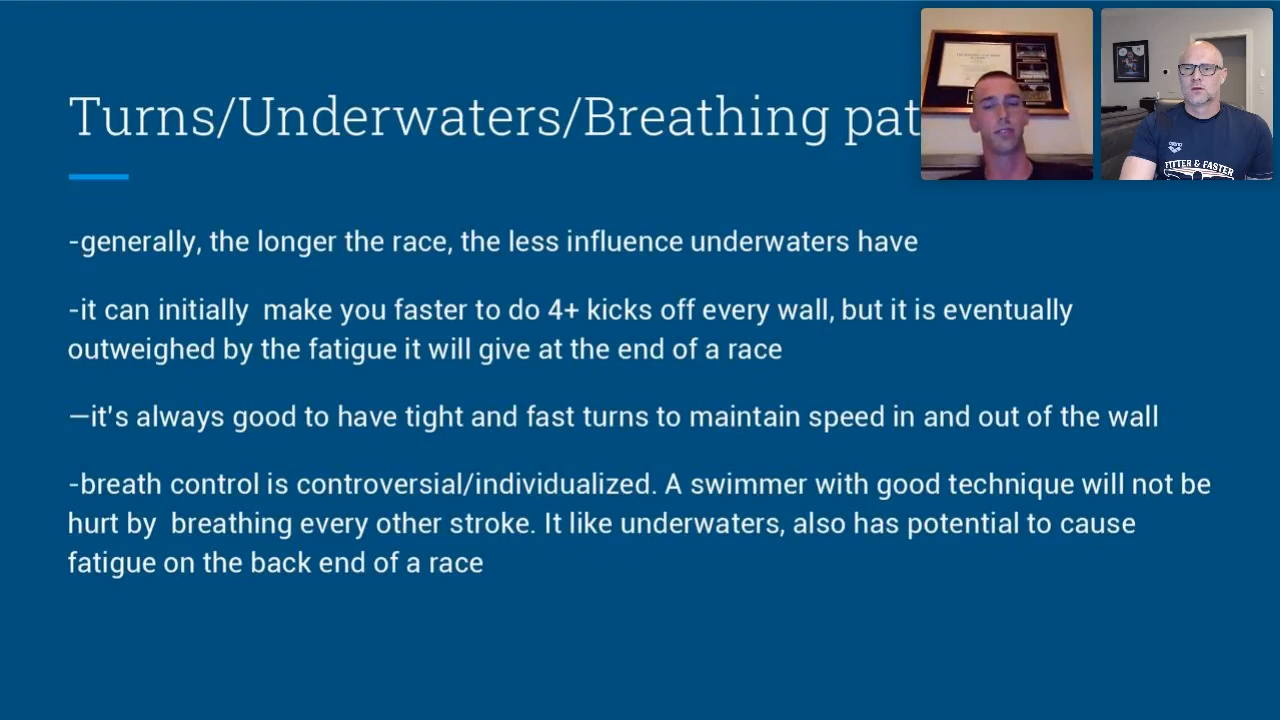 Turns/Underwaters/Breathing pat
-generally, the longer the race, the less influence underwaters have
-it can initially  make you faster to do 4+ kicks off every wall, but it is eventually
outweighed by the fatigue it will give at the end of a race
—it's always good to have tight and fast turns to maintain speed in and out of the wall
-breath control is controversial/individualized. A swimmer with good technique will not be
hurt by  breathing every other stroke. It like underwaters, also has potential to cause
fatigue on the back end of a race
arena
FITTER & FASTER